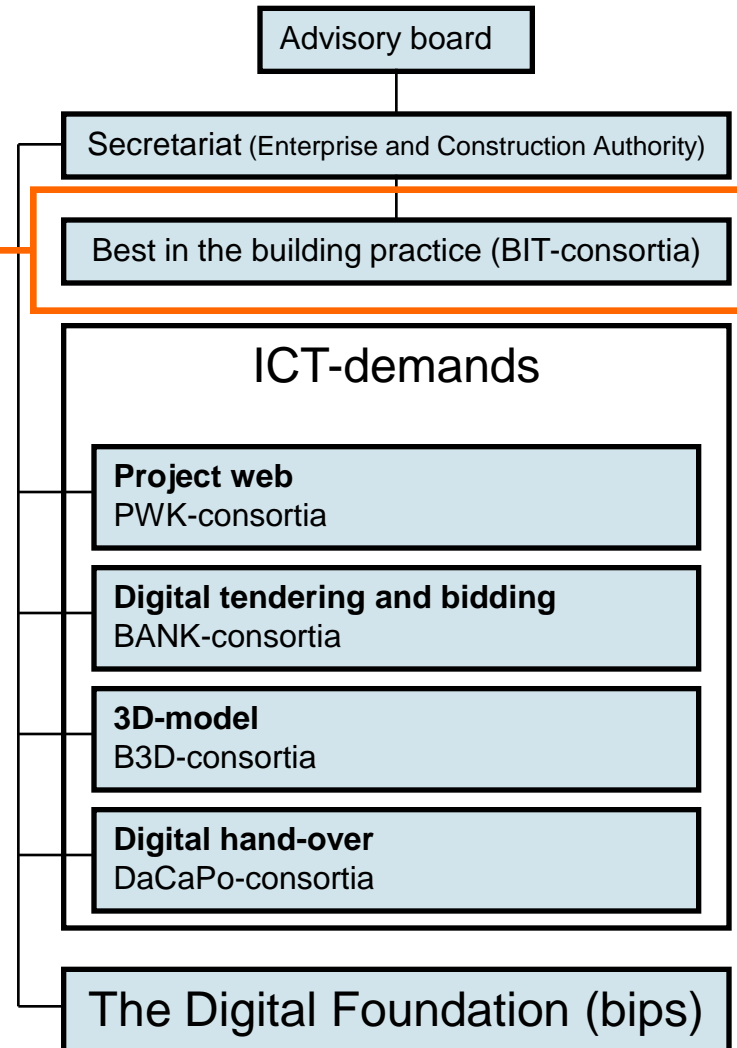 Advisory board
Secretariat (Enterprise and Construction Authority)
Best in the building practice (BIT-consortia)
ICT-demands
Project web
PWK-consortia
Digital tendering and bidding
BANK-consortia
3D-model
B3D-consortia
Digital hand-over
DaCaPo-consortia
The Digital Foundation (bips)